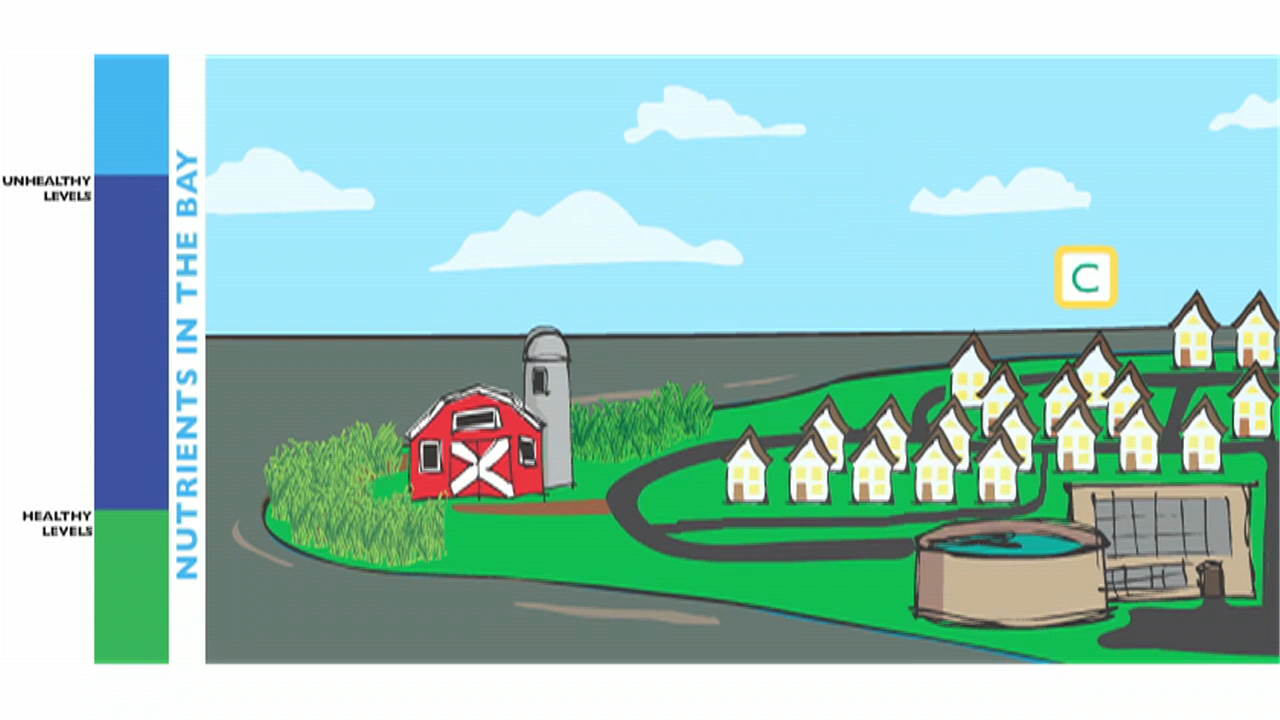 UNHEALTHY
LEVELS
HEALTHY
LEVELS
NUTRIENTS IN THE BAY
C